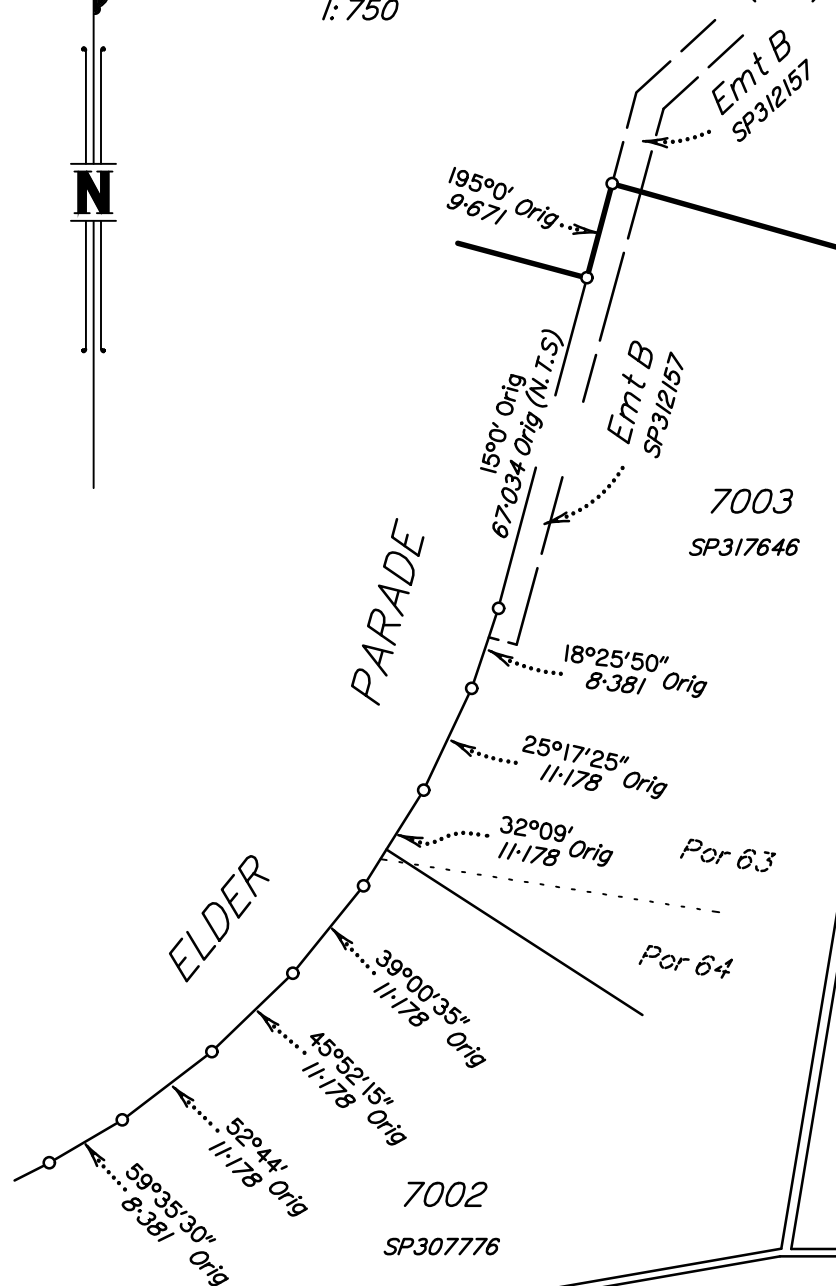 1:750
Emt B
SP312157
N
195°0' Orig
9·671
15°0' Orig
67·034 Orig (N.T.S)
Emt B
SP312157
7003
SP317646
PARADE
18°25'50"
8·381 Orig
25°17'25"
11·178 Orig
32°09'
11·178 Orig
Por 63
ELDER
Por 64
39°00'35"
11·178 Orig
45°52'15"
11·178 Orig
52°44'
11·178 Orig
59°35'30"
8·381 Orig
7002
SP307776